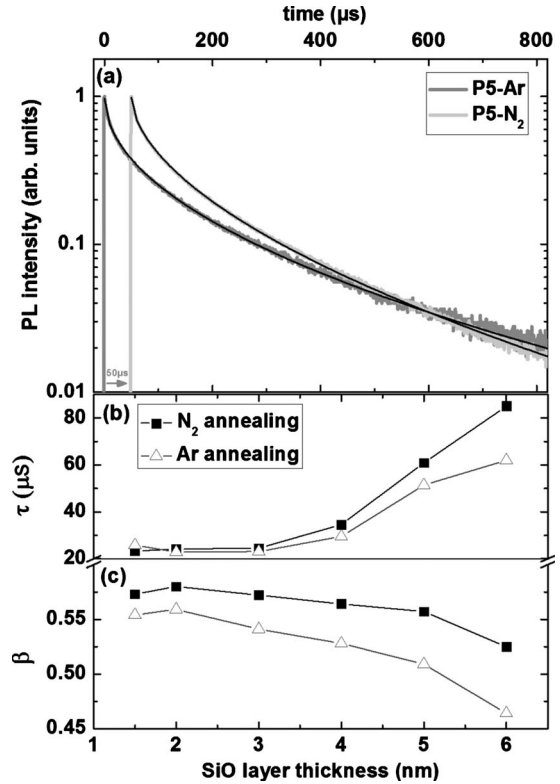 time (µs)
0 200 400 600 800
(a)
P5-Ar
P5-N₂
1
0.1
0.01
PL intensity (arb. units)
50µs
(b)
N₂ annealing
Ar annealing
80
60
40
20
τ (µs)
(c)
0.55
0.50
0.45
β
1 2 3 4 5 6
SiO layer thickness (nm)